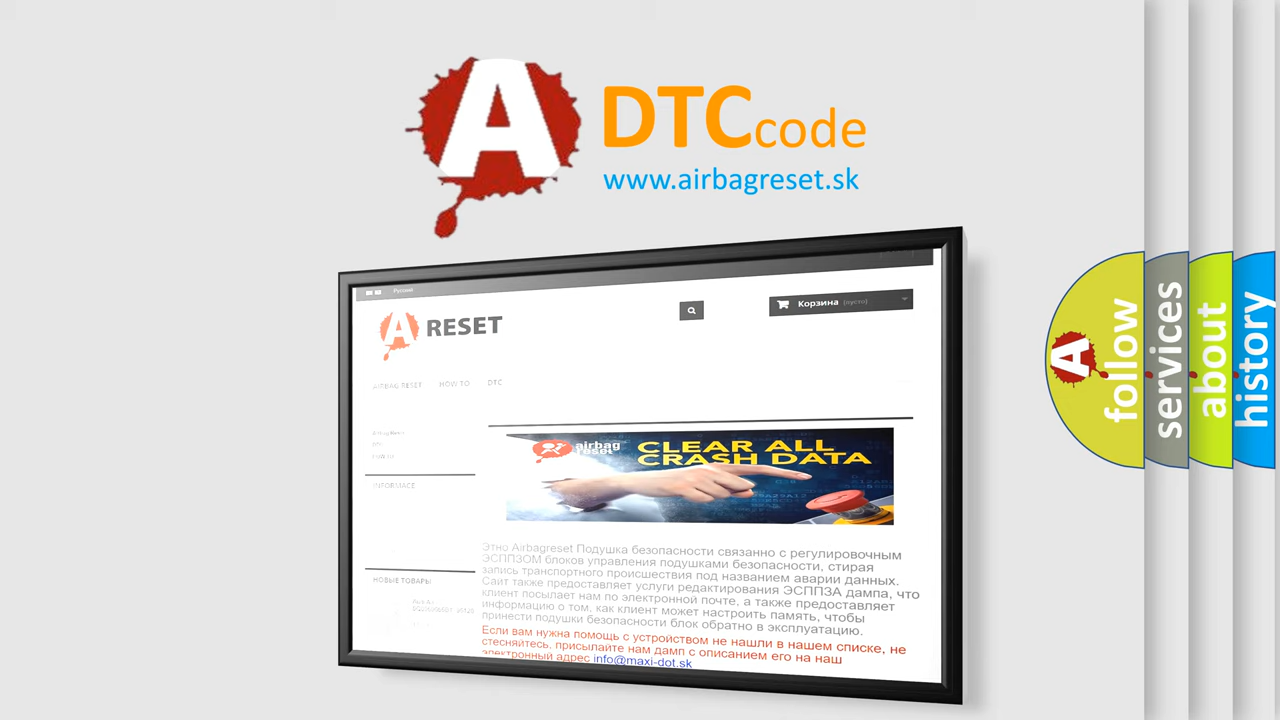 A
DTCcode
www.airbagreset.sk
Русский
A RESET
Корзина (пусто)
AIRBAG RESET HOW TO DTC
INFORMACE
airbag
reset
CLEAR ALL
CRASH DATA
Этно Airbagreset Подушка безопасности связанно с регулировочным
ЭСППЗОМ блоков управления подушками безопасности, стирая
запись транспортного происшествия под названием аварии данных.
Сайт также предоставляет услуги редактирования ЭСППЗА дампа, что
клиент посылает нам по электронной почте, а также предоставляет
информацию о том, как клиент может настроить память, чтобы
принести подушки безопасности блок обратно в эксплуатацию.
Если вам нужна помощь с устройством не нашли в нашем списке, не
стесняйтесь, присылайте нам дамп с описанием его на наш
электронный адрес info@maxi-dot.sk
НОВЫЕ ТОВАРЫ
A
follow
services
about
history